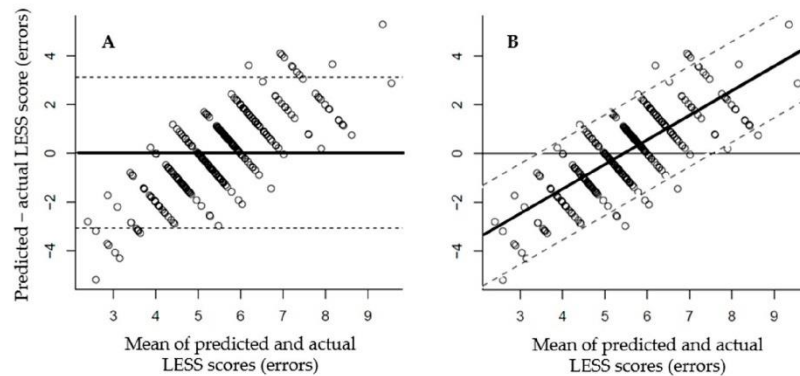 A
B
Predicted – actual LESS score (errors)
4
2
0
−2
−4
3 4 5 6 7 8 9
Mean of predicted and actual
LESS scores (errors)
4
2
0
−2
−4
3 4 5 6 7 8 9
Mean of predicted and actual
LESS scores (errors)